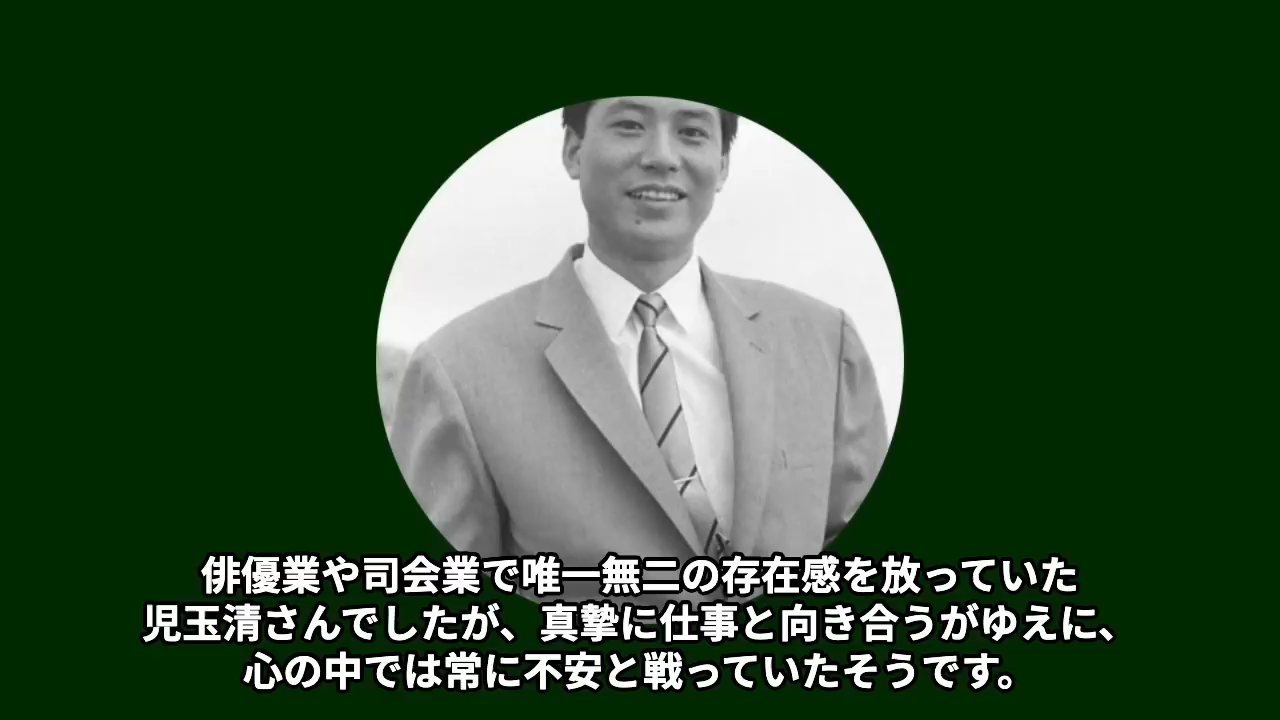 俳優業や司会業で唯一無二の存在感を放っていた
児玉清さんでしたが、真摯に仕事と向き合うがゆえに、
心の中では常に不安と戦っていたそうです。